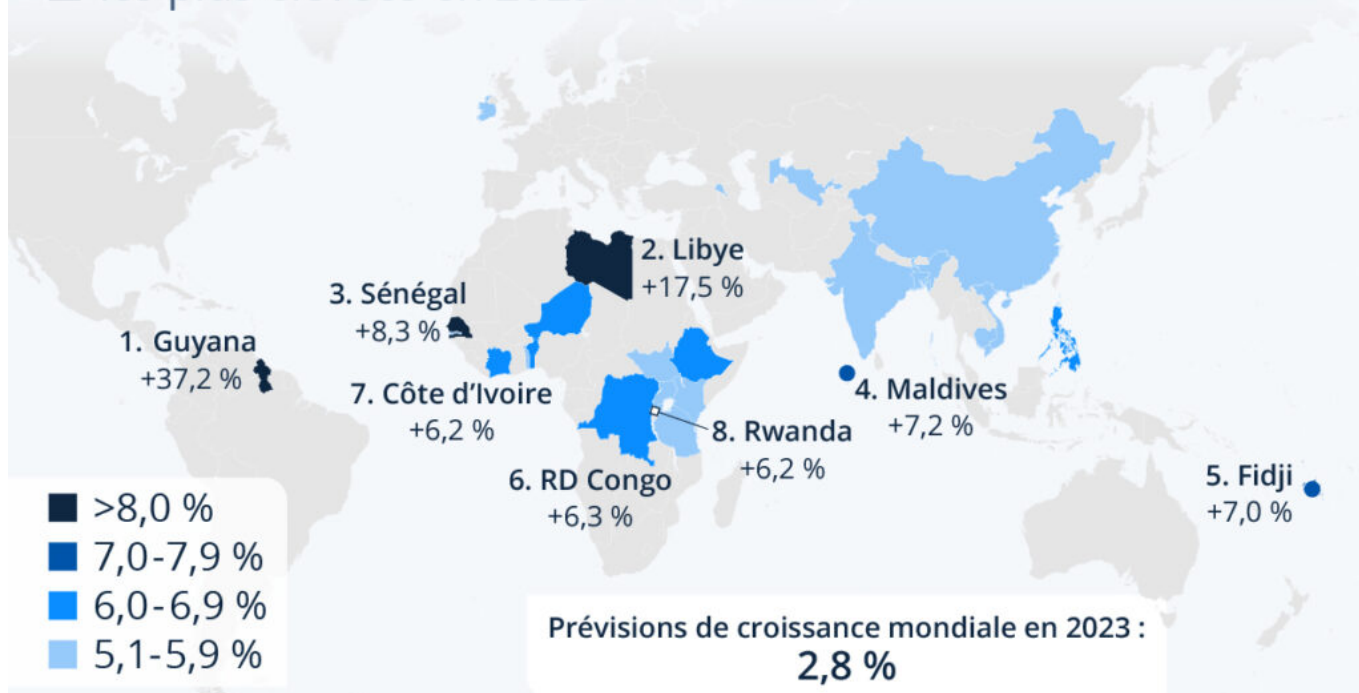 2. Libye
+17,5 %
3. Sénégal
+8,3 %
1. Guyana
+37,2 %
7. Côte d’Ivoire
+6,2 %
4. Maldives
+7,2 %
8. Rwanda
+6,2 %
6. RD Congo
+6,3 %
5. Fidji
+7,0 %
>8,0 %
7,0-7,9 %
6,0-6,9 %
5,1-5,9 %
Prévisions de croissance mondiale en 2023 :
2,8 %